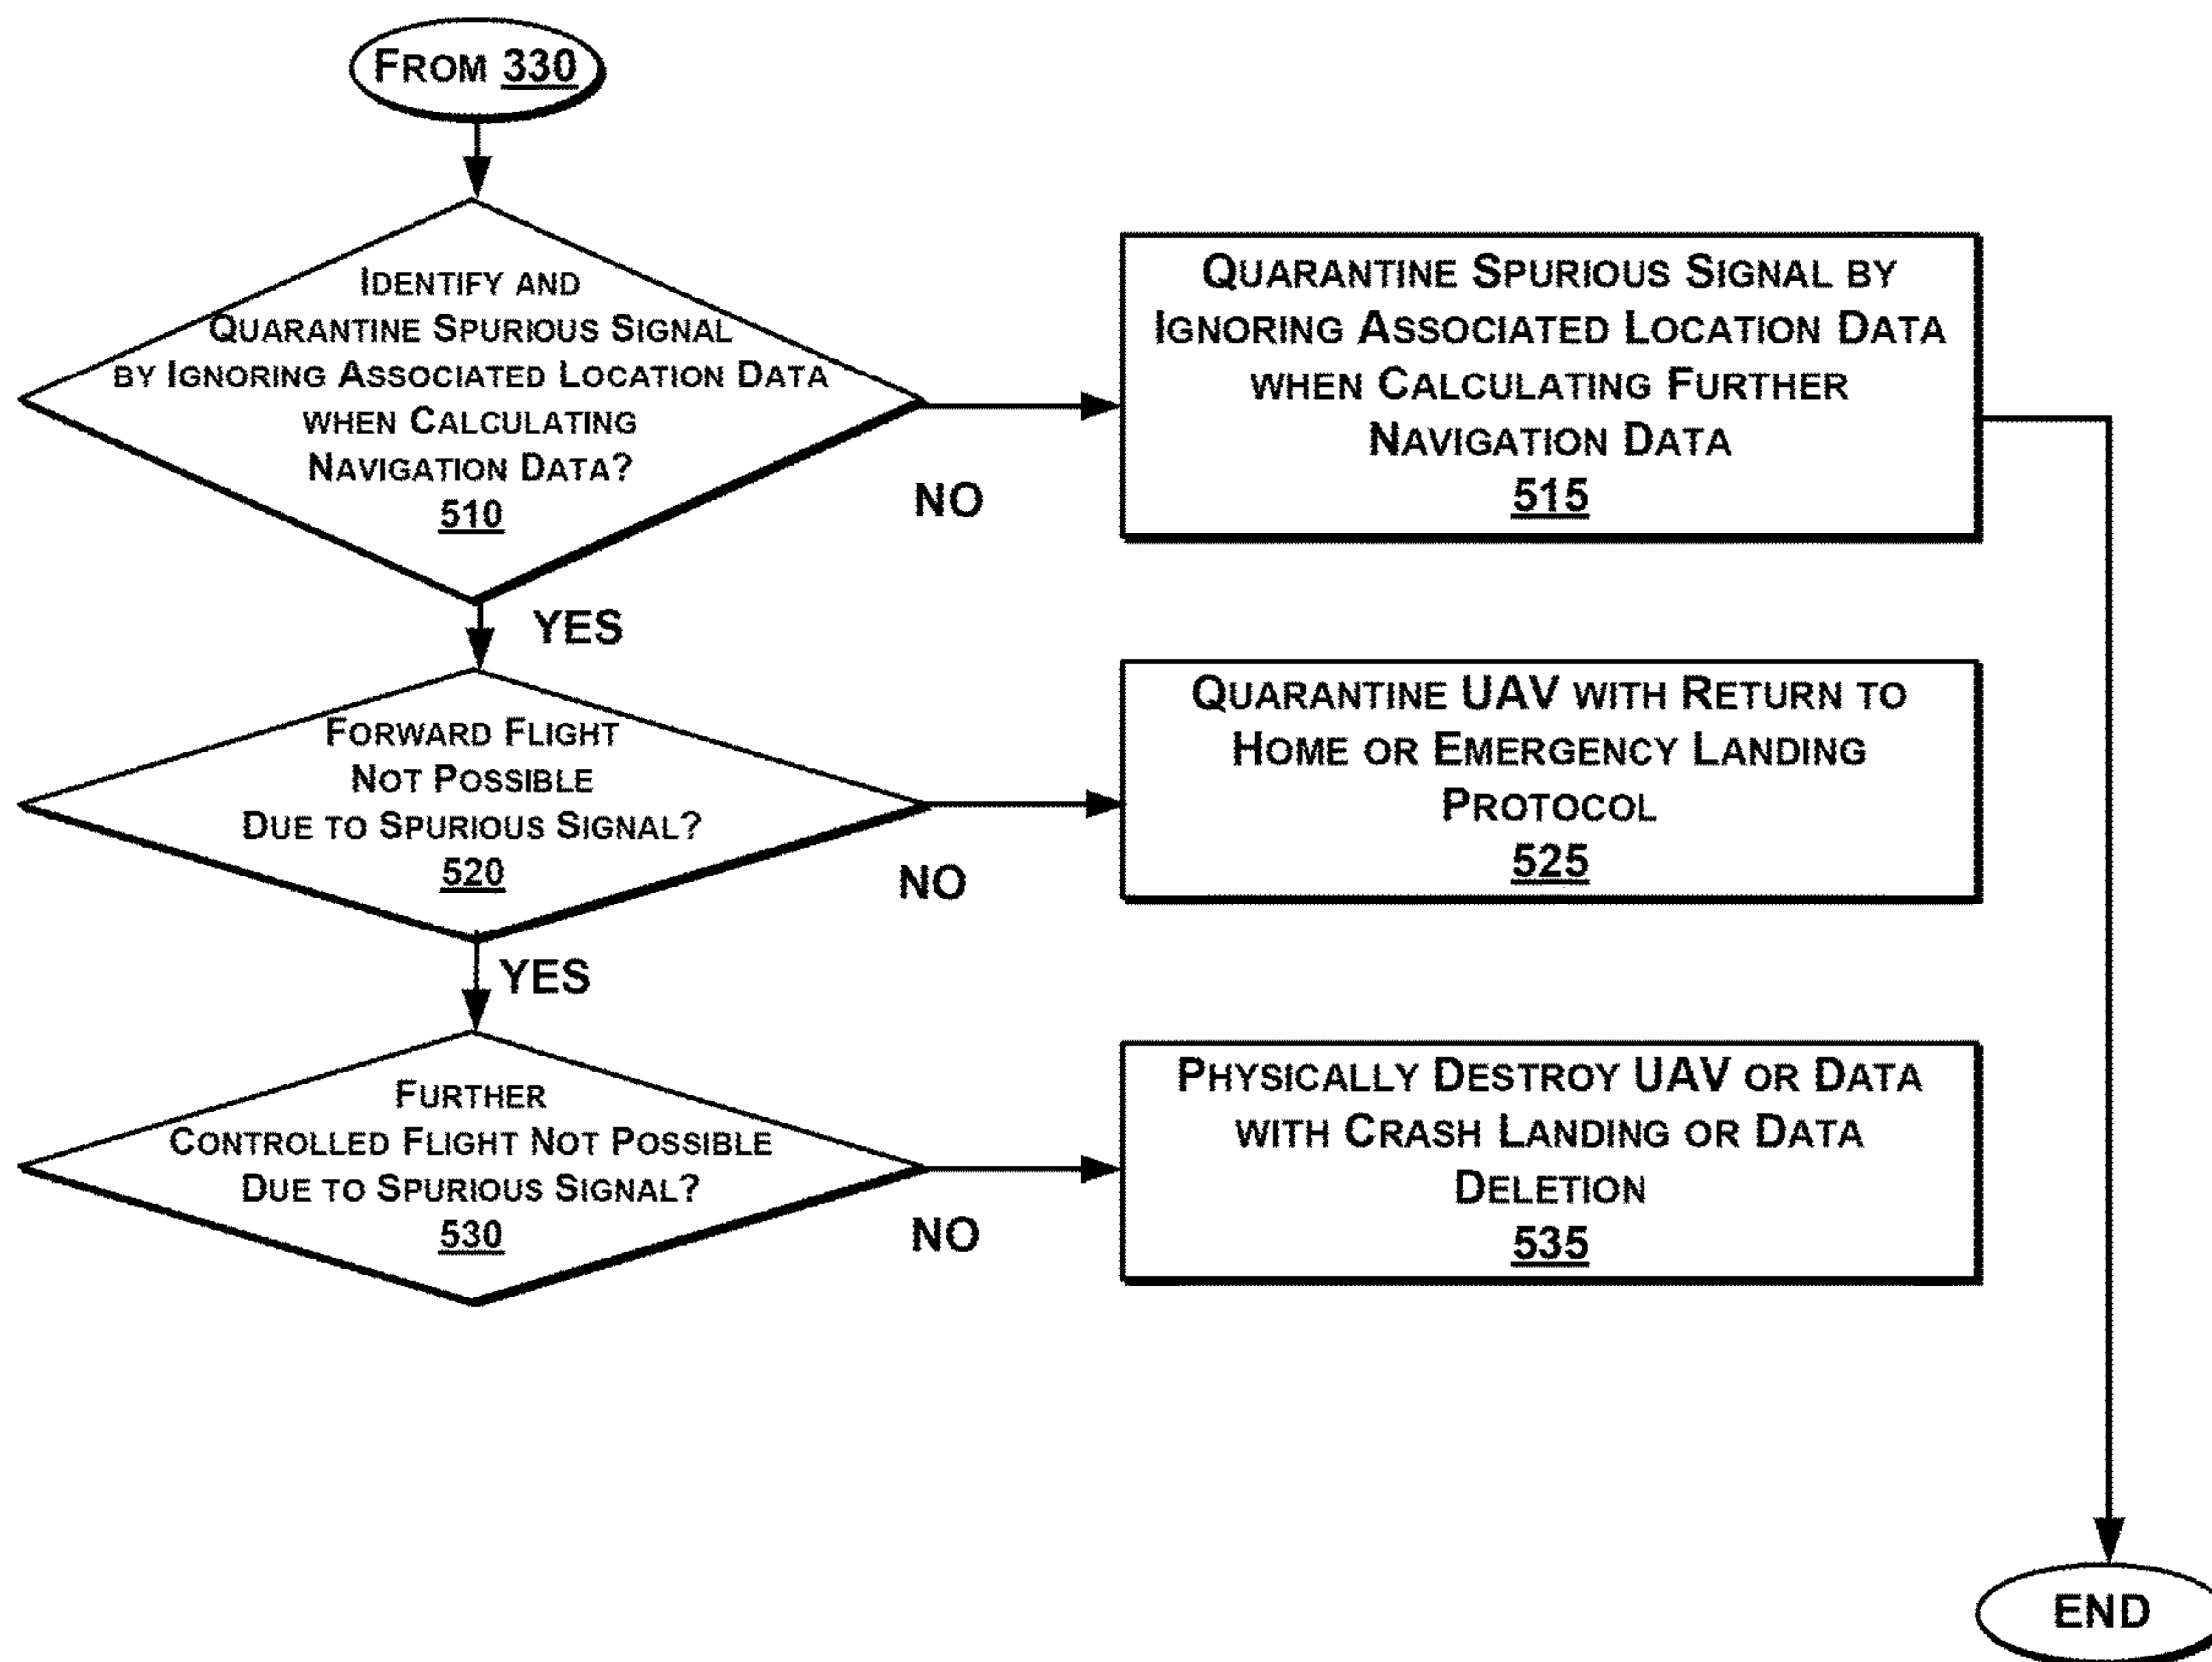 FROM 330
IDENTIFY AND
QUARANTINE SPURIOUS SIGNAL
BY IGNORING ASSOCIATED LOCATION DATA
WHEN CALCULATING
NAVIGATION DATA?
510
NO
QUARANTINE SPURIOUS SIGNAL BY
IGNORING ASSOCIATED LOCATION DATA
WHEN CALCULATING FURTHER
NAVIGATION DATA
515
YES
FORWARD FLIGHT
NOT POSSIBLE
DUE TO SPURIOUS SIGNAL?
520
NO
QUARANTINE UAV WITH RETURN TO
HOME OR EMERGENCY LANDING
PROTOCOL
525
YES
FURTHER
CONTROLLED FLIGHT NOT POSSIBLE
DUE TO SPURIOUS SIGNAL?
530
NO
PHYSICALLY DESTROY UAV OR DATA
WITH CRASH LANDING OR DATA
DELETION
535
END